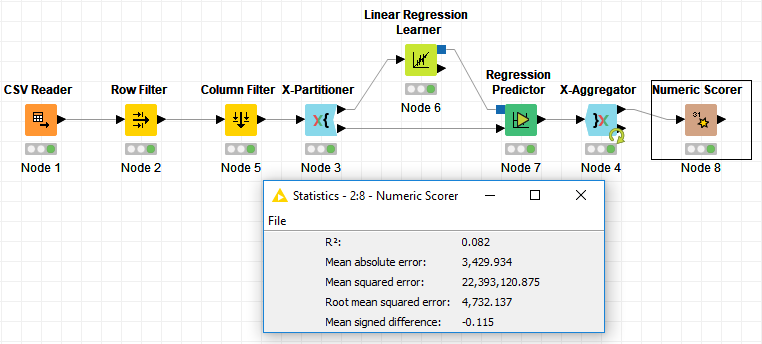 Linear Regression
Learner
Node 6
CSV Reader
Node 1
Row Filter
Node 2
Column Filter
Node 5
X-Partitioner
X{
Node 3
Regression
Predictor
Node 7
X-Aggregator
}X
Node 4
Numeric Scorer
31
Node 8
Statistics - 2:8 - Numeric Scorer
File
R²: 0.082
Mean absolute error: 3,429.934
Mean squared error: 22,393,120.875
Root mean squared error: 4,732.137
Mean signed difference: -0.115